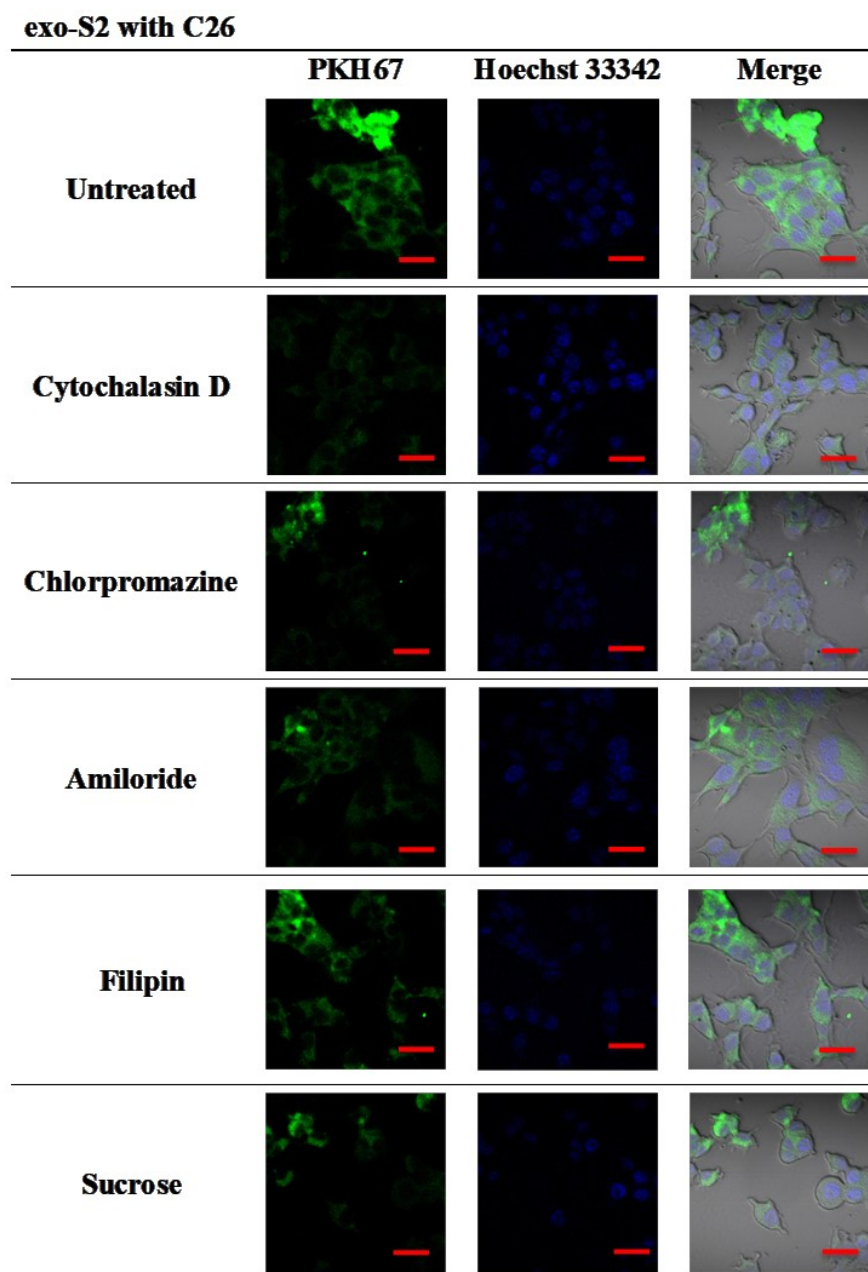 exo-S2 with C26
PKH67 Hoechst 33342 Merge
Untreated
Cytochalasin D
Chlorpromazine
Amiloride
Filipin
Sucrose